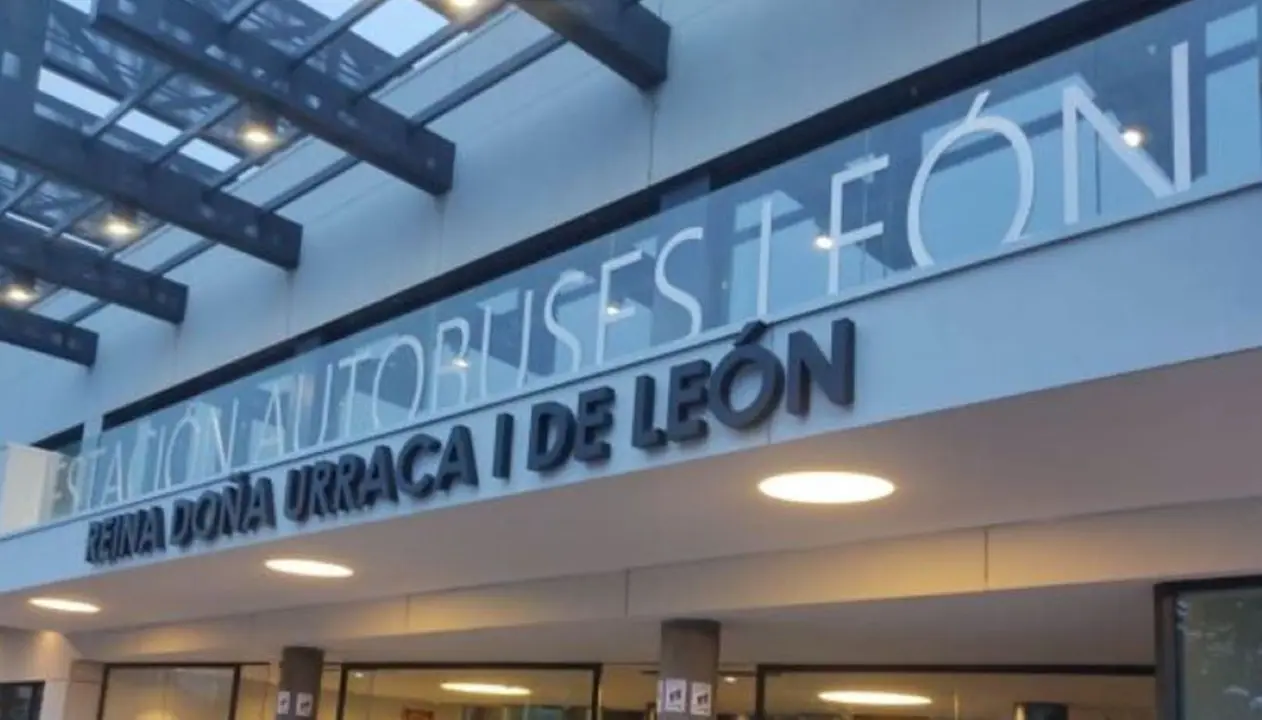 ESTACIÓN AUTOBUSES LEÓN
REINA DOÑA URRACA I DE LEÓN